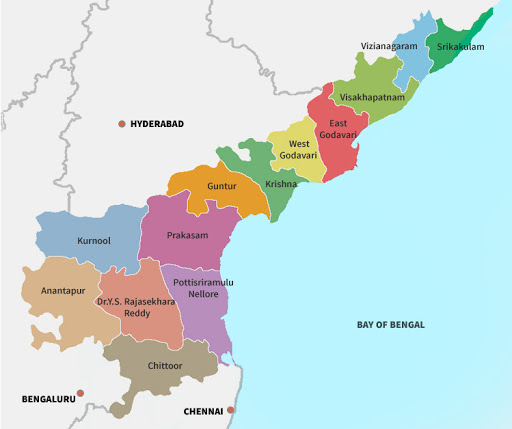 Vizianagaram
Srikakulam
Visakhapatnam
HYDERABAD
East
Godavari
West
Godavari
Guntur
Krishna
Prakasam
Kurnool
Pottisriramulu
Nellore
Anantapur
Dr.Y.S. Rajasekhara
Reddy
BAY OF BENGAL
Chittoor
BENGALURU
CHENNAI